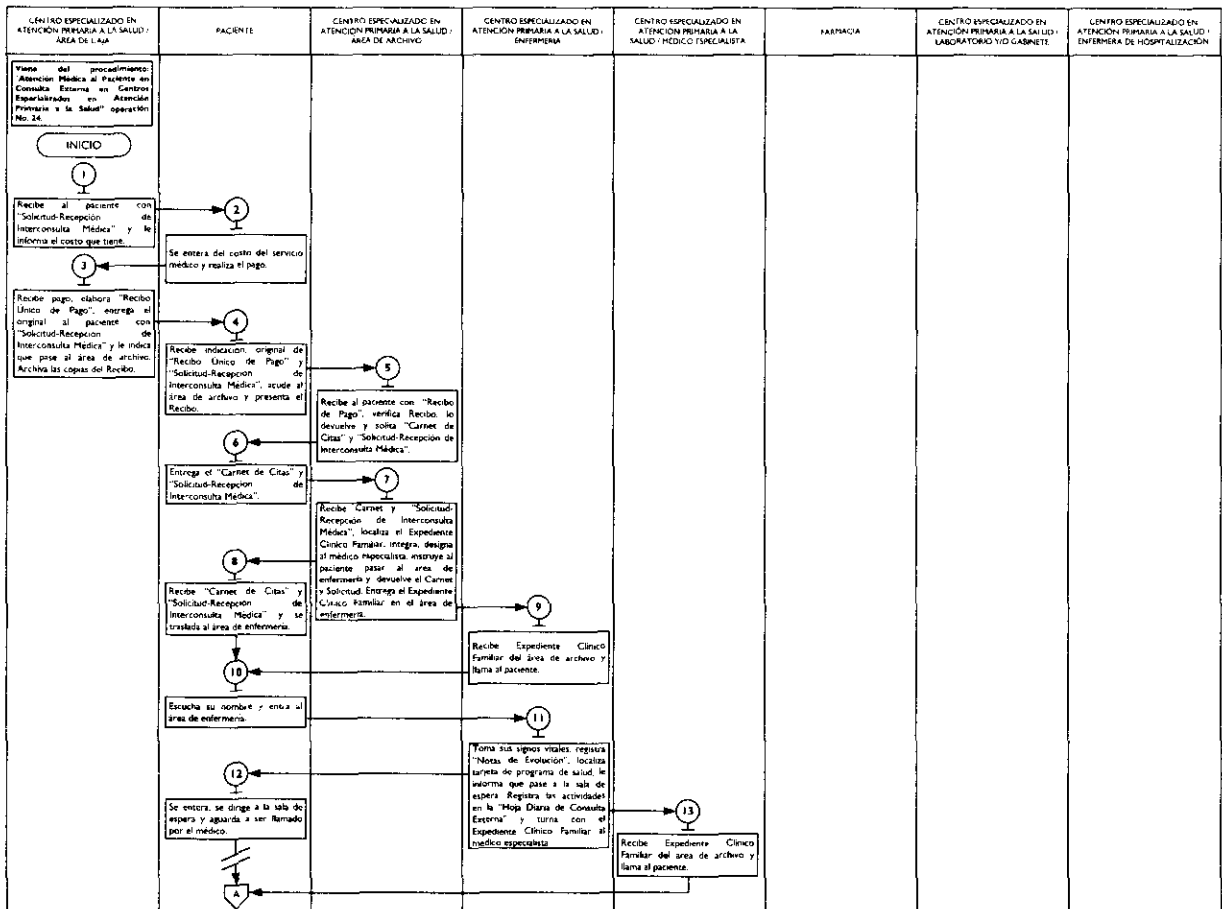 CENTRO ESPECIALIZADO EN
ATENCIÓN PRIMARIA A LA SALUD /
ÁREA DE CAJA
PACIENTE
CENTRO ESPECIALIZADO EN
ATENCIÓN PRIMARIA A LA SALUD /
ÁREA DE ARCHIVO
CENTRO ESPECIALIZADO EN
ATENCIÓN PRIMARIA A LA SALUD /
ENFERMERIA
CENTRO ESPECIALIZADO EN
ATENCIÓN PRIMARIA A LA
SALUD / MEDICO ESPECIALISTA
FARMACIA
CENTRO ESPECIALIZADO EN
ATENCIÓN PRIMARIA A LA SALUD /
LABORATORIO Y/O GABINETE
CENTRO ESPECIALIZADO EN
ATENCIÓN PRIMARIA A LA SALUD /
ENFERMERA DE HOSPITALIZACIÓN
Viene del procedimiento:
"Atención Médica al Paciente en
Consulta Externa en Centros
Especializados en Atención
Primaria a la Salud" operación
No. 24.
INICIO
1
Recibe al paciente con
"Solicitud-Recepción de
Interconsulta Médica" y le
informa el costo que tiene.
2
Se entera del costo del servicio
médico y realiza el pago.
3
Recibe pago, elabora "Recibo
Único de Pago", entrega el
original al paciente con
"Solicitud-Recepción de
Interconsulta Médica" y le indica
que pase al área de archivo.
Archiva las copias del Recibo.
4
Recibe indicación, original de
"Recibo Único de Pago" y
"Solicitud-Recepción de
Interconsulta Médica", acude al
área de archivo y presenta el
Recibo.
5
Recibe al paciente con "Recibo
de Pago", verifica Recibo, lo
devuelve y solita "Carnet de
Citas" y "Solicitud-Recepción de
Interconsulta Médica".
6
Entrega el "Carnet de Citas" y
"Solicitud-Recepción de
Interconsulta Médica".
7
Recibe Carnet y "Solicitud-
Recepción de Interconsulta
Médica", localiza el Expediente
Clínico Familiar, integra, designa
al médico especialista, instruye al
paciente pasar al área de
enfermería y devuelve el Carnet
y Solicitud. Entrega el Expediente
Clínico Familiar en el área de
enfermería.
8
Recibe "Carnet de Citas" y
"Solicitud-Recepción de
Interconsulta Médica" y se
traslada al área de enfermería.
9
Recibe Expediente Clínico
Familiar del área de archivo y
llama al paciente.
10
Escucha su nombre y entra al
área de enfermería.
11
Toma sus signos vitales, registra
"Notas de Evolución", localiza
tarjeta de programa de salud, le
informa que pase a la sala de
espera. Registra las actividades
en la "Hoja Diaria de Consulta
Externa" y turna con el
Expediente Clínico Familiar al
médico especialista
12
Se entera, se dirige a la sala de
espera y aguarda a ser llamado
por el médico.
13
Recibe Expediente Clínico
Familiar del area de archivo y
llama al paciente.
A